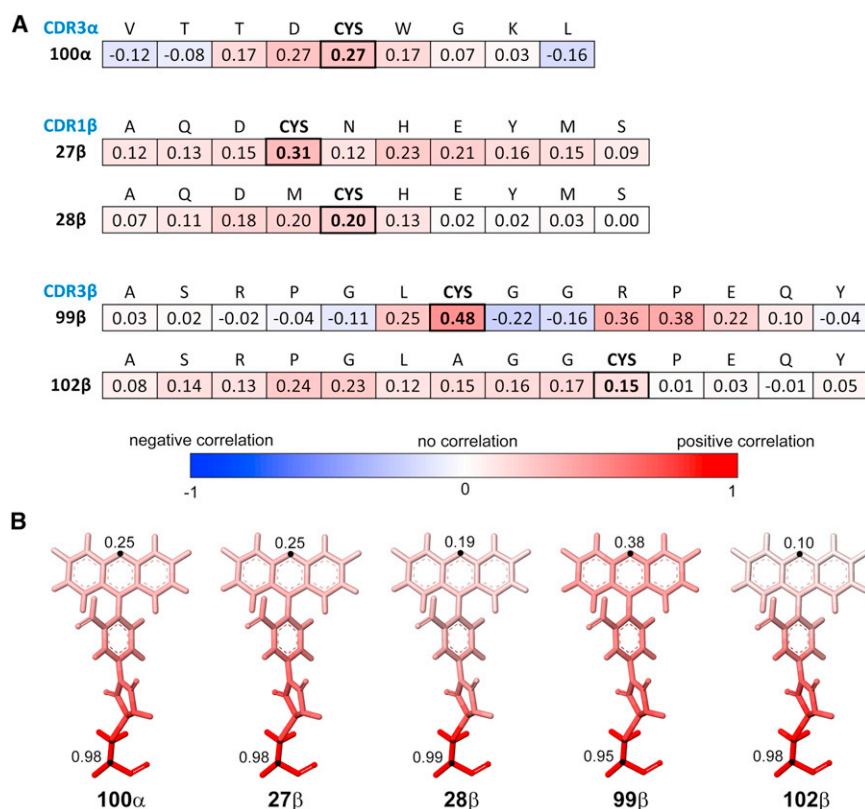 A
CDR3α V T T D CYS W G K L
100α -0.12 -0.08 0.17 0.27 0.27 0.17 0.07 0.03 -0.16
CDR1β A Q D CYS N H E Y M S
27β 0.12 0.13 0.15 0.31 0.12 0.23 0.21 0.16 0.15 0.09
A Q D M CYS H E Y M S
28β 0.07 0.11 0.18 0.20 0.20 0.13 0.02 0.02 0.03 0.00
CDR3β A S R P G L CYS G G R P E Q Y
99β 0.03 0.02 -0.02 -0.04 -0.11 0.25 0.48 -0.22 -0.16 0.36 0.38 0.22 0.10 -0.04
A S R P G L A G G CYS P E Q Y
102β 0.08 0.14 0.13 0.24 0.23 0.12 0.15 0.16 0.17 0.15 0.01 0.03 -0.01 0.05
negative correlation no correlation positive correlation
-1 0 1
B
0.25 0.25 0.19 0.38 0.10
0.98 0.98 0.99 0.95 0.98
100α 27β 28β 99β 102β